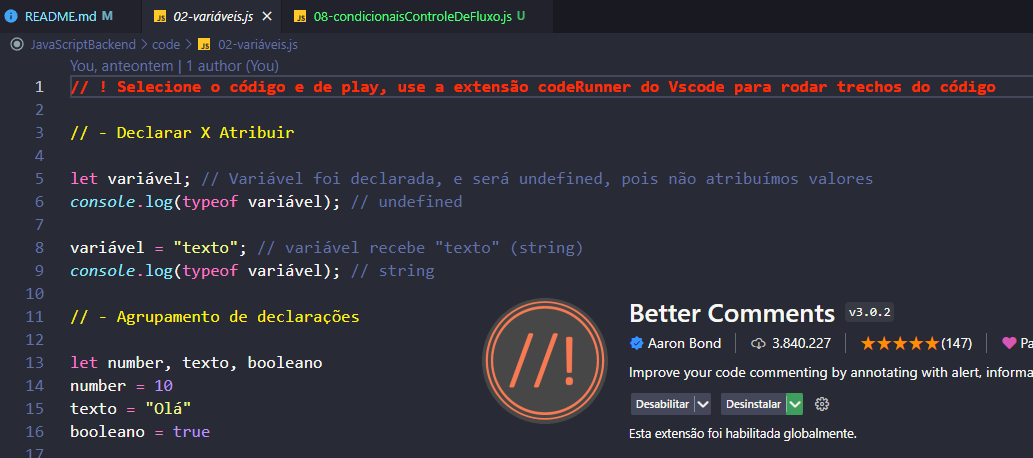 README.md M
02-variáveis.js
08-condicionaisControleDeFluxo.js U
JavaScriptBackend > code > JS 02-variáveis.js
You, anteontem | 1 author (You)
1 // ! Selecione o código e de play, use a extensão codeRunner do Vscode para rodar trechos do código
2
3 // - Declarar X Atribuir
4
5 let variável; // Variável foi declarada, e será undefined, pois não atribuímos valores
6 console.log(typeof variável); // undefined
7
8 variável = "texto"; // variável recebe "texto" (string)
9 console.log(typeof variável); // string
10
11 // - Agrupamento de declarações
12
13 let number, texto, booleano
14 number = 10
15 texto = "Olá"
16 booleano = true
17
//!
Better Comments v3.0.2
Aaron Bond | 3.840.227 | ★★★★★(147) | Pa
Improve your code commenting by annotating with alert, informa
Desabilitar Desinstalar
Esta extensão foi habilitada globalmente.